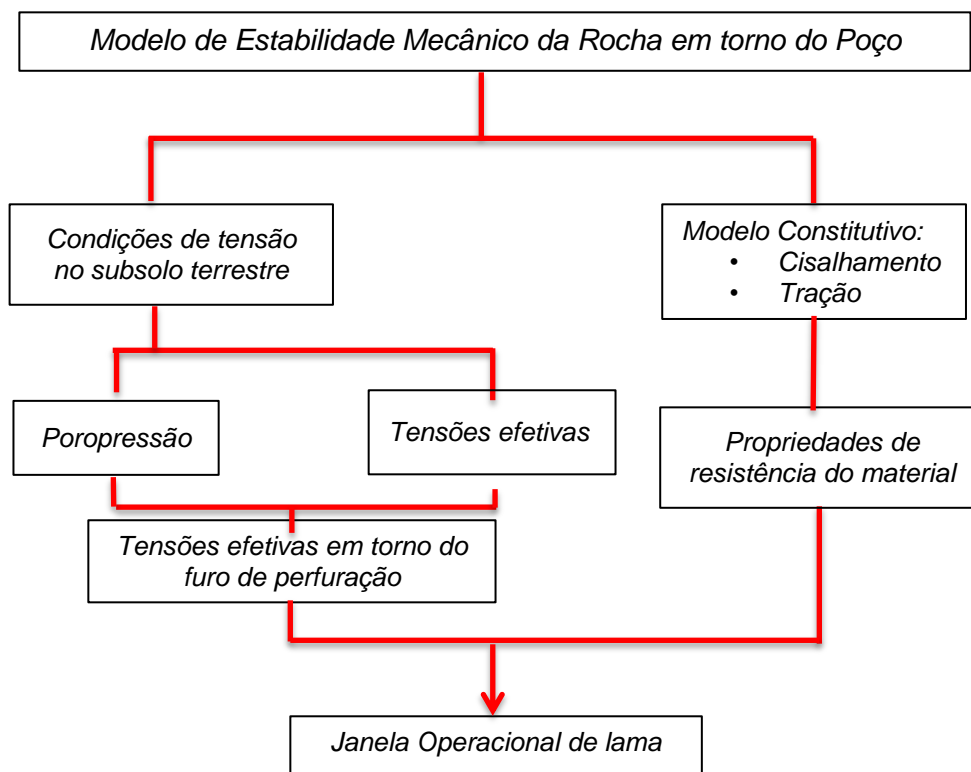 Modelo de Estabilidade Mecânico da Rocha em torno do Poço
Condições de tensão
no subsolo terrestre
Modelo Constitutivo:
• Cisalhamento
• Tração
Poropressão
Tensões efetivas
Propriedades de
resistência do material
Tensões efetivas em torno do
furo de perfuração
Janela Operacional de lama